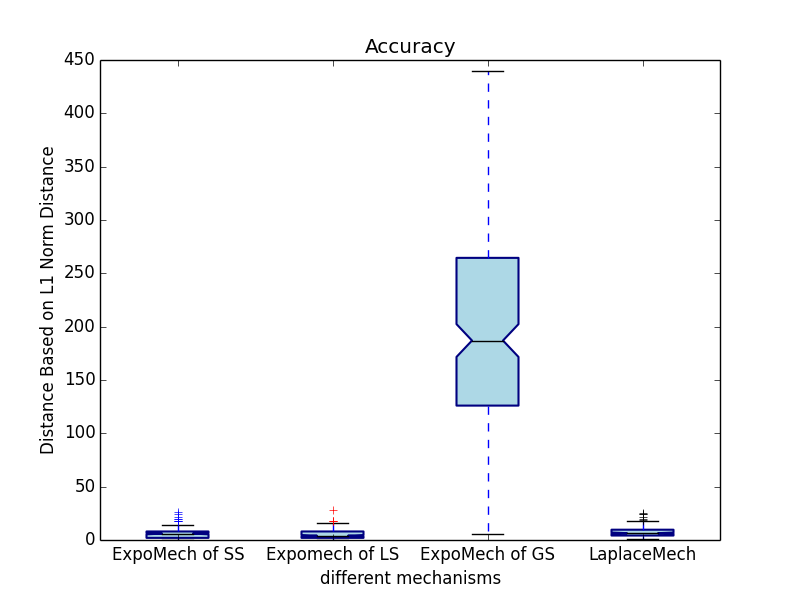 Accuracy
450
400
350
300
250
200
150
100
50
0
Distance Based on L1 Norm Distance
ExpoMech of SS
Expomech of LS
ExpoMech of GS
LaplaceMech
different mechanisms